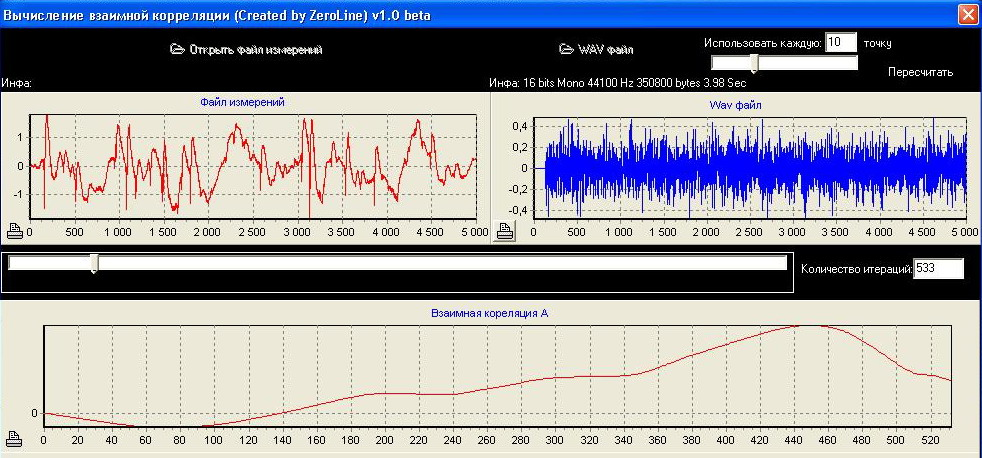 Вычисление взаимной корреляции (Created by ZeroLine) v1.0 beta
Открыть файл измерений
WAV файл
Использовать каждую: 10 точку
Пересчитать
Инфа:
Инфа: 16 bits Mono 44100 Hz 350800 bytes 3.98 Sec
Файл измерений
1
0
-1
0 500 1 000 1 500 2 000 2 500 3 000 3 500 4 000 4 500 5 000
Wav файл
0,4
0,2
0
-0,2
-0,4
0 500 1 000 1 500 2 000 2 500 3 000 3 500 4 000 4 500 5 000
Количество итераций: 533
Взаимная кореляция А
0
0 20 40 60 80 100 120 140 160 180 200 220 240 260 280 300 320 340 360 380 400 420 440 460 480 500 520